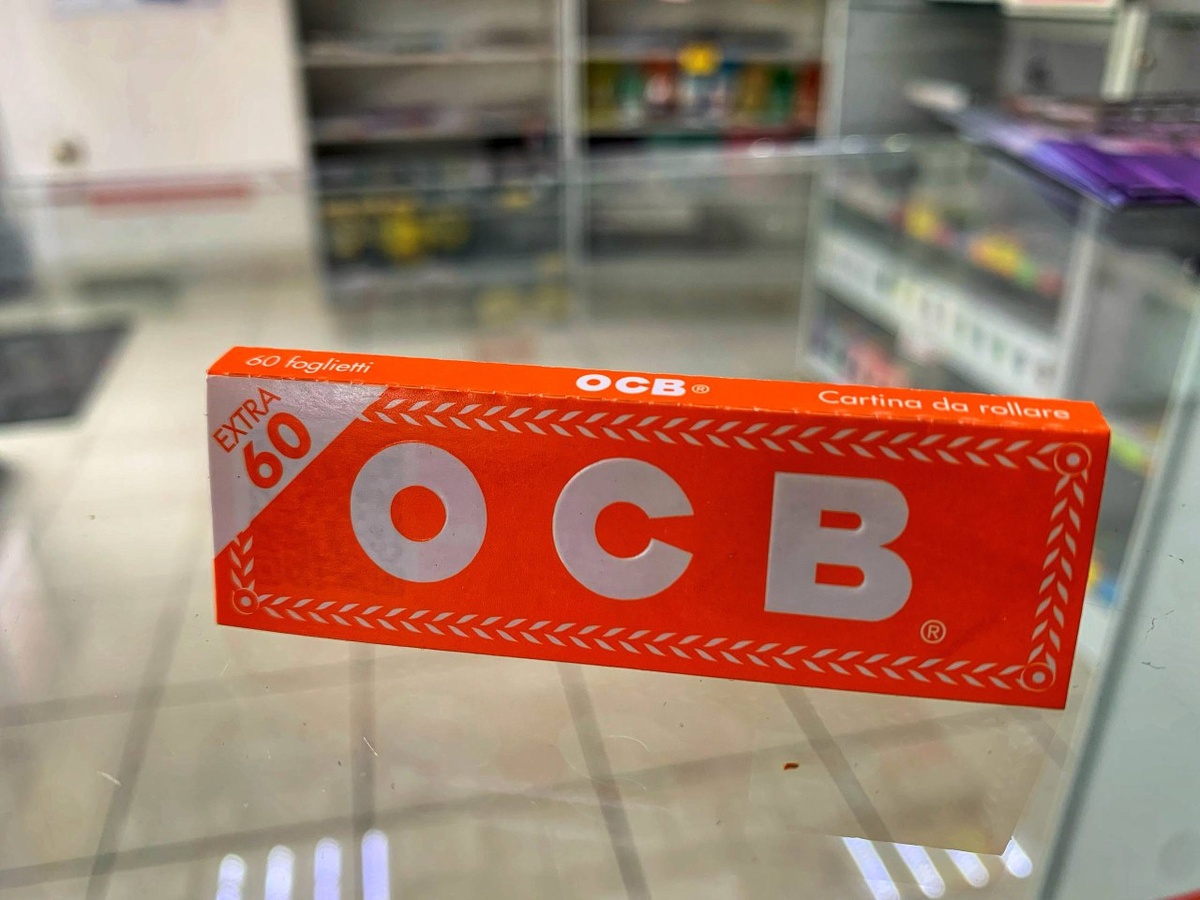 60 foglietti
OCB®
Cartina da rollare
EXTRA
60
OCB
®